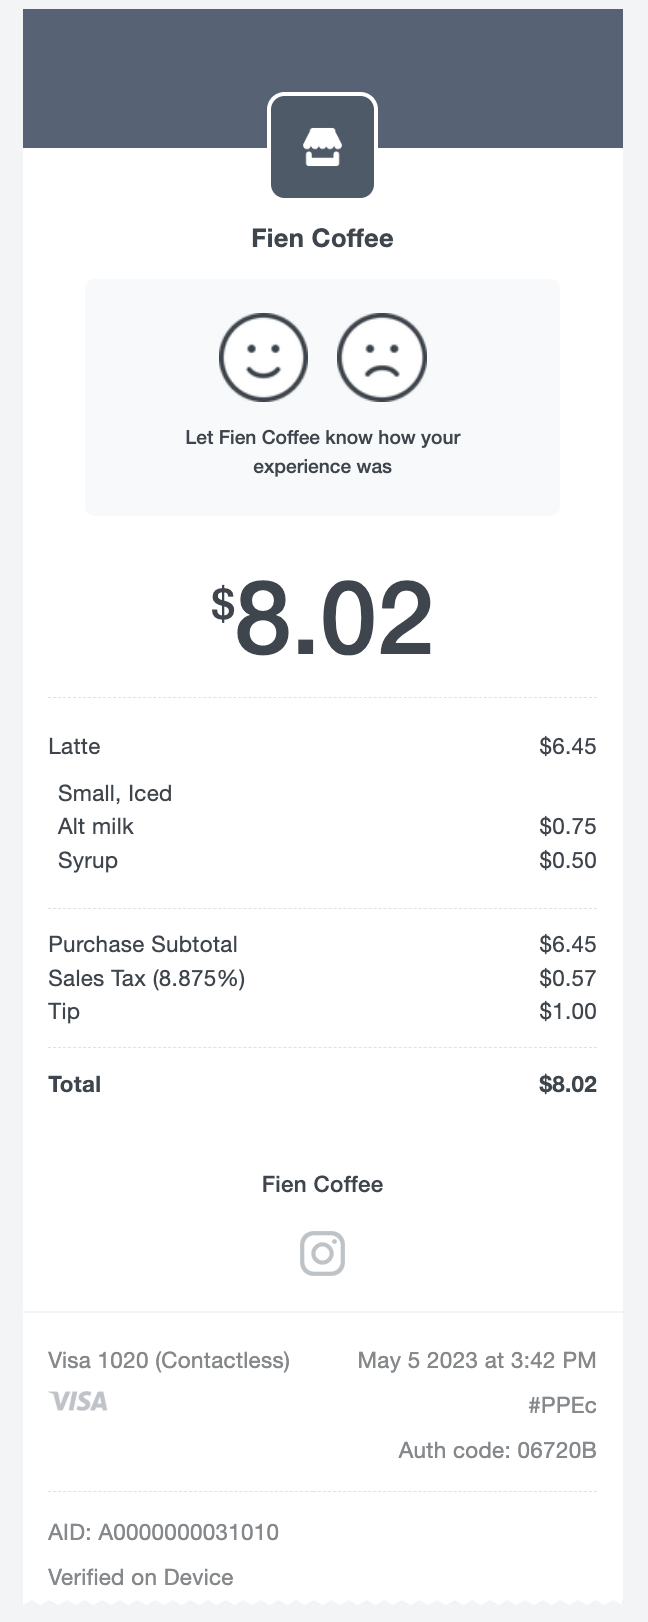 Fien Coffee
Let Fien Coffee know how your
experience was
$8.02
Latte $6.45
Small, Iced
Alt milk $0.75
Syrup $0.50
Purchase Subtotal $6.45
Sales Tax (8.875%) $0.57
Tip $1.00
Total $8.02
Fien Coffee
Visa 1020 (Contactless) May 5 2023 at 3:42 PM
VISA #PPEc
Auth code: 06720B
AID: A0000000031010
Verified on Device